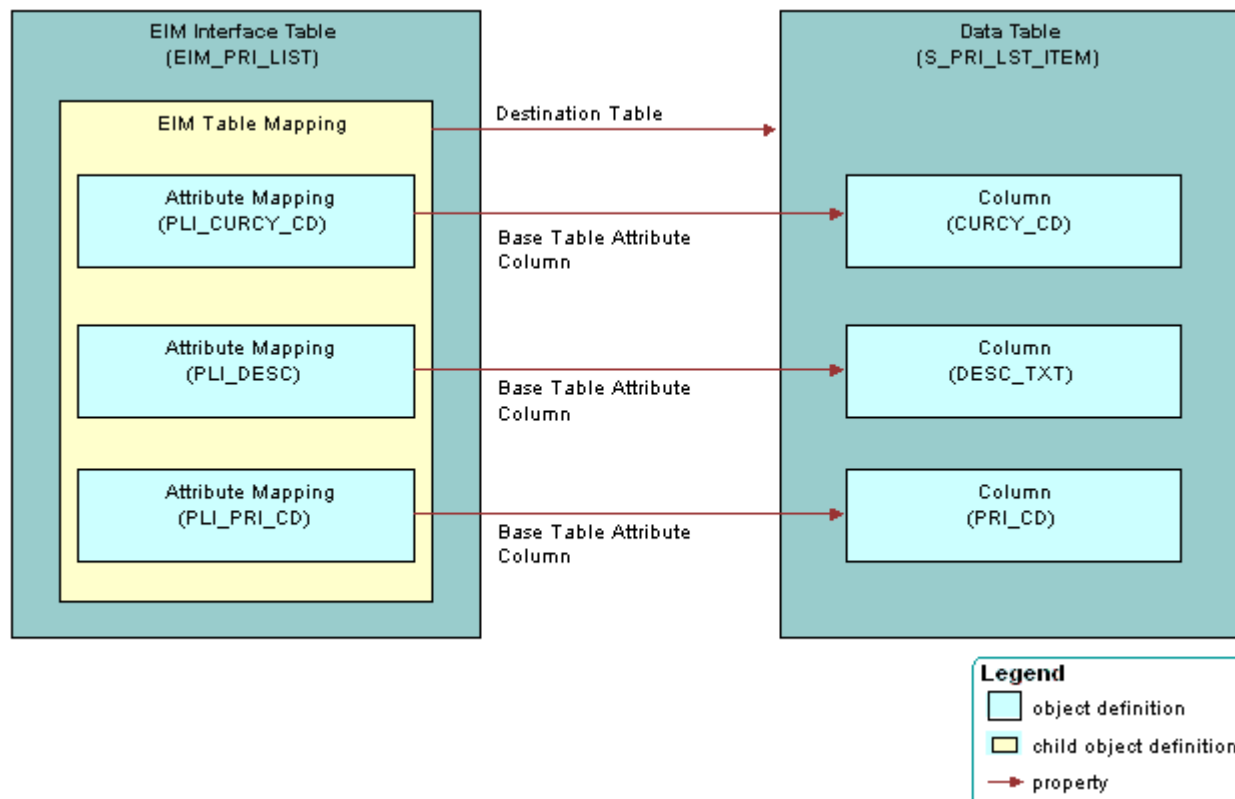 EIM Interface Table
(EIM_PRI_LIST)
Data Table
(S_PRI_LST_ITEM)
EIM Table Mapping
Destination Table
Attribute Mapping
(PLI_CURCY_CD)
Base Table Attribute
Column
Column
(CURCY_CD)
Attribute Mapping
(PLI_DESC)
Base Table Attribute
Column
Column
(DESC_TXT)
Attribute Mapping
(PLI_PRI_CD)
Base Table Attribute
Column
Column
(PRI_CD)
Legend
object definition
child object definition
property